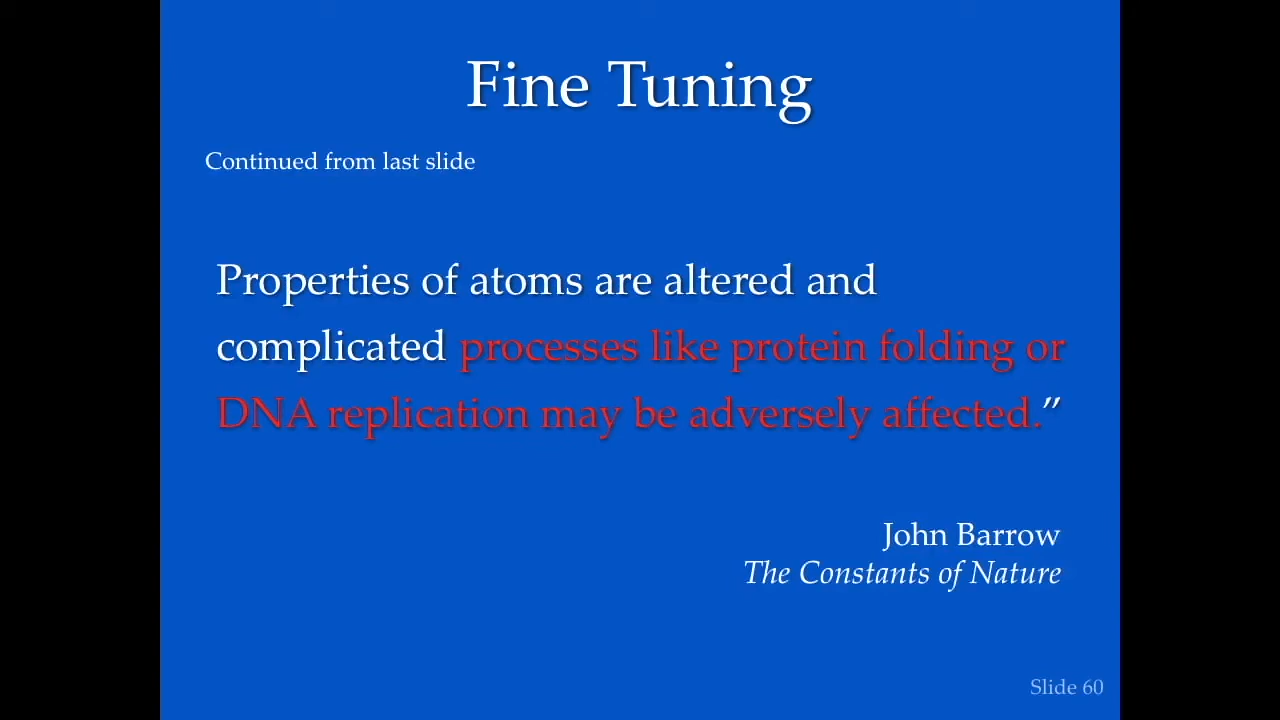 Fine Tuning
Continued from last slide
Properties of atoms are altered and
complicated processes like protein folding or
DNA replication may be adversely affected.”
John Barrow
The Constants of Nature
Slide 60